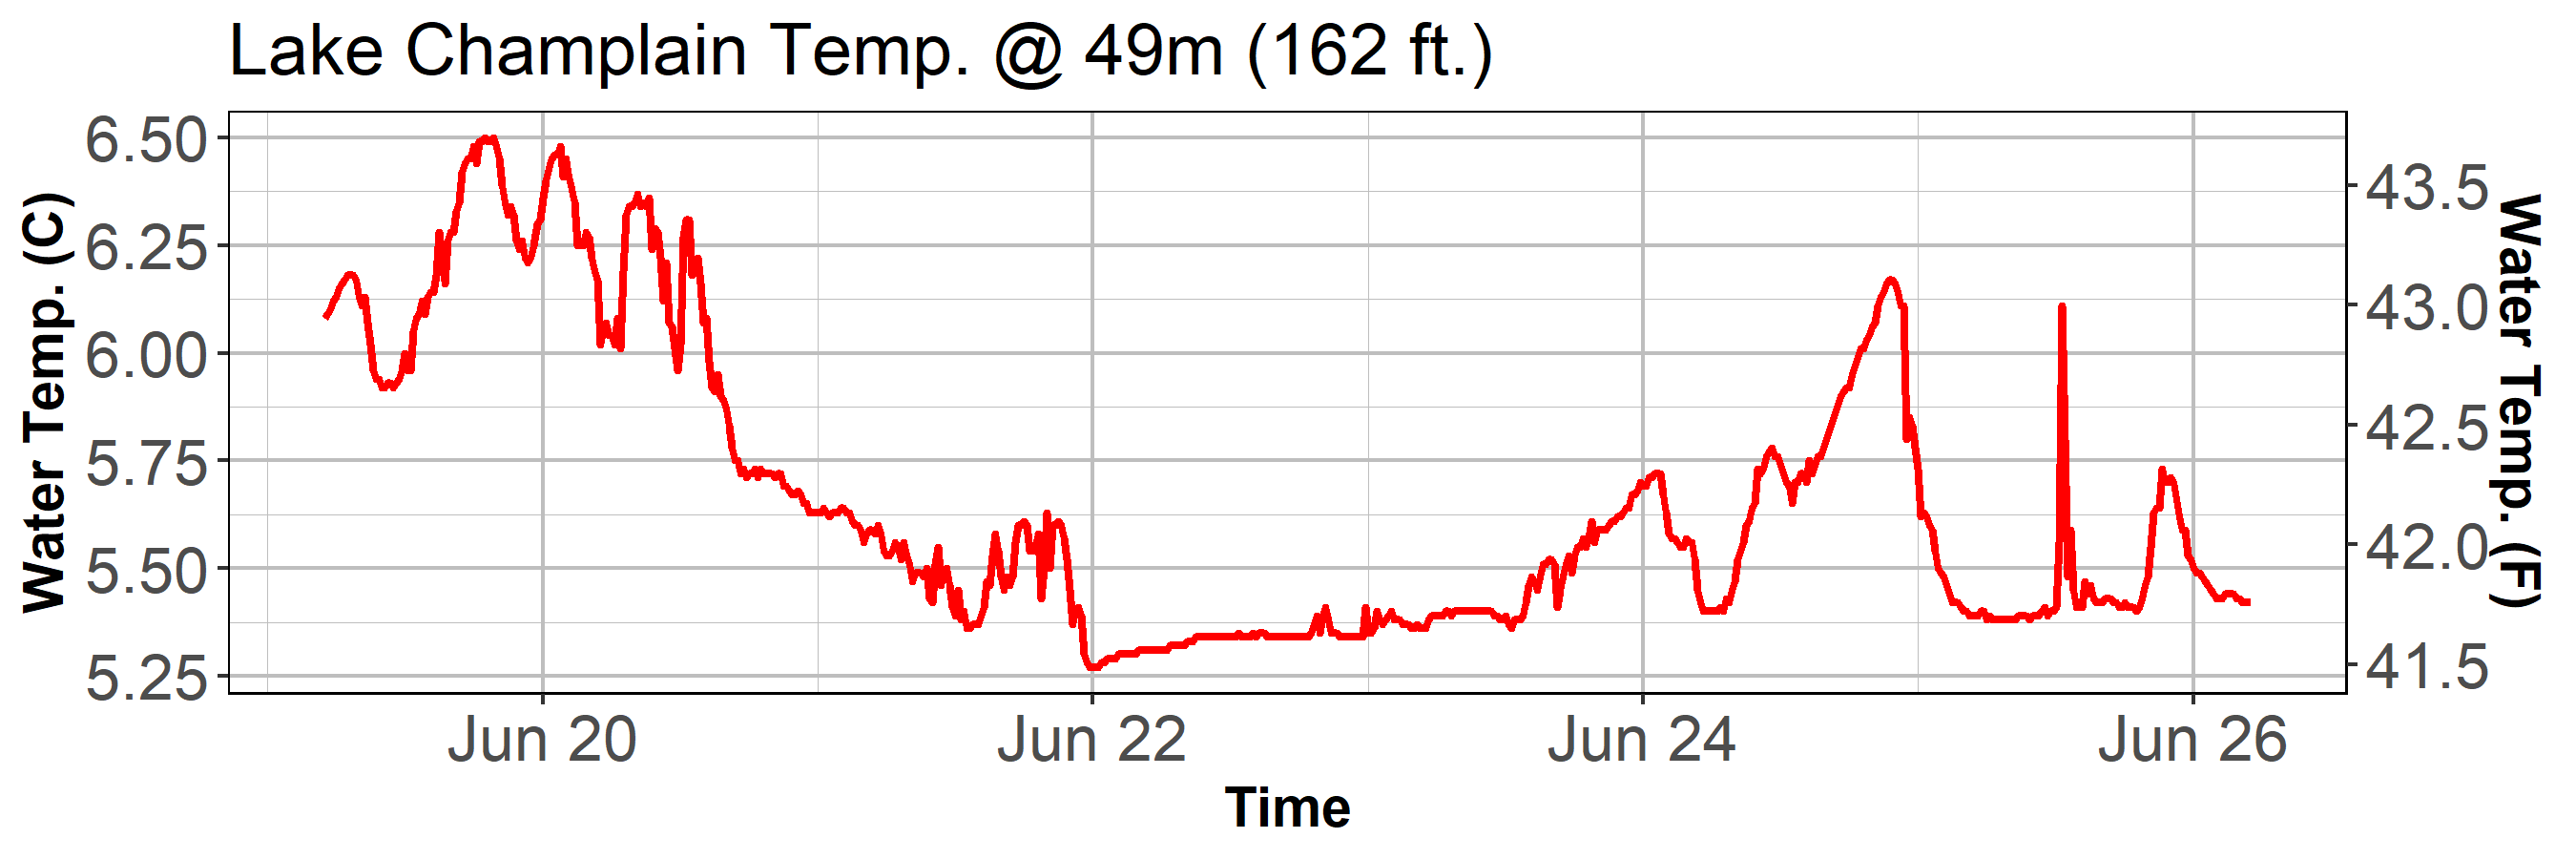 Lake Champlain Temp. @ 49m (162 ft.)
Water Temp. (C)
6.50
6.25
6.00
5.75
5.50
5.25
43.5
43.0
42.5
42.0
41.5
Water Temp. (F)
Jun 20 Jun 22 Jun 24 Jun 26
Time